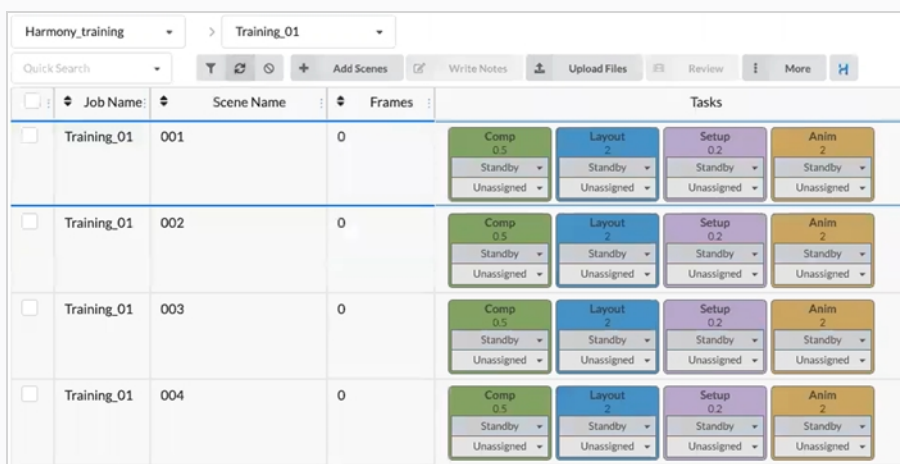 Harmony_training > Training_01
Quick Search Add Scenes Write Notes Upload Files Review More
Job Name Scene Name Frames Tasks
Training_01 001 0
Comp Layout Setup Anim
0.5 2 0.2 2
Standby Standby Standby Standby
Unassigned Unassigned Unassigned Unassigned
Training_01 002 0
Comp Layout Setup Anim
0.5 2 0.2 2
Standby Standby Standby Standby
Unassigned Unassigned Unassigned Unassigned
Training_01 003 0
Comp Layout Setup Anim
0.5 2 0.2 2
Standby Standby Standby Standby
Unassigned Unassigned Unassigned Unassigned
Training_01 004 0
Comp Layout Setup Anim
0.5 2 0.2 2
Standby Standby Standby Standby
Unassigned Unassigned Unassigned Unassigned